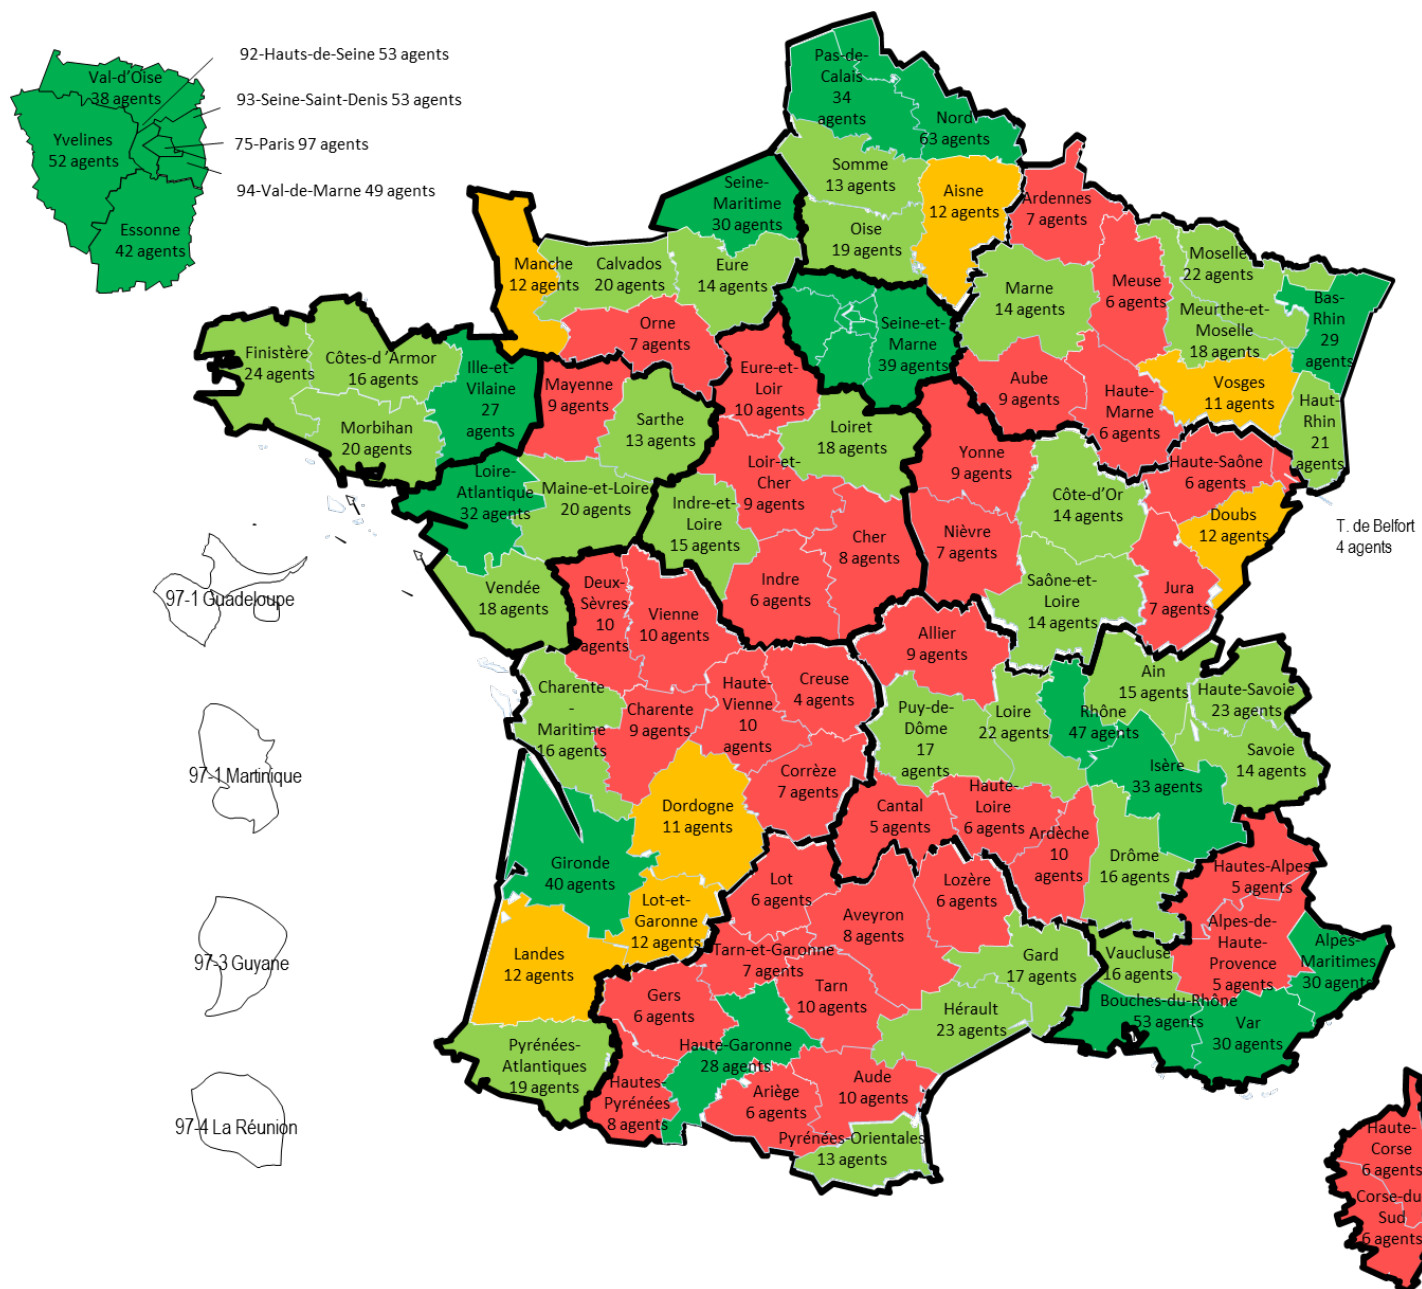 92-Hauts-de-Seine 53 agents
Val-d'Oise
38 agents
93-Seine-Saint-Denis 53 agents
Yvelines
52 agents
75-Paris 97 agents
94-Val-de-Marne 49 agents
Essonne
42 agents
Pas-de-
Calais
34
agents
Nord
63 agents
Somme
13 agents
Aisne
12 agents
Oise
19 agents
Seine-
Maritime
30 agents
Ardennes
7 agents
Manche
12 agents
Calvados
20 agents
Eure
14 agents
Orne
7 agents
Marne
14 agents
Meuse
6 agents
Moselle
22 agents
Meurthe-et-
Moselle
18 agents
Bas-
Rhin
29
agents
Seine-et-
Marne
39 agents
Finistère
24 agents
Côtes-d'Armor
16 agents
Ille-et-
Vilaine
27
agents
Morbihan
20 agents
Mayenne
9 agents
Sarthe
13 agents
Eure-et-
Loir
10 agents
Loiret
18 agents
Aube
9 agents
Haute-
Marne
6 agents
Vosges
11 agents
Haut-
Rhin
21
agents
Loire-
Atlantique
32 agents
Maine-et-Loire
20 agents
Indre-et-
Loire
15 agents
Loir-et-
Cher
9 agents
Cher
8 agents
Indre
6 agents
Yonne
9 agents
Nièvre
7 agents
Côte-d'Or
14 agents
Haute-Saône
6 agents
Doubs
12 agents
T. de Belfort
4 agents
Saône-et-
Loire
14 agents
Jura
7 agents
97-1 Guadeloupe
Vendée
18 agents
Deux-
Sèvres
10
agents
Vienne
10 agents
Allier
9 agents
Charente
-
Maritime
16 agents
Charente
9 agents
Haute-
Vienne
10
agents
Creuse
4 agents
Corrèze
7 agents
Puy-de-
Dôme
17
agents
Loire
22 agents
Rhône
47 agents
Ain
15 agents
Haute-Savoie
23 agents
Savoie
14 agents
Isère
33 agents
97-1 Martinique
Dordogne
11 agents
Gironde
40 agents
Cantal
5 agents
Haute-
Loire
6 agents
Ardèche
10
agents
Drôme
16 agents
Hautes-Alpes
5 agents
Lot-et-
Garonne
12 agents
Landes
12 agents
Lot
6 agents
Aveyron
8 agents
Lozère
6 agents
Gard
17 agents
Vaucluse
16 agents
Alpes-de-
Haute-
Provence
5 agents
Alpes-
Maritimes
30 agents
97-3 Guyane
Tarn-et-Garonne
7 agents
Gers
6 agents
Tarn
10 agents
Hérault
23 agents
Bouches-du-Rhône
53 agents
Var
30 agents
Pyrénées-
Atlantiques
19 agents
Haute-Garonne
28 agents
Hautes-
Pyrénées
8 agents
Ariège
6 agents
Aude
10 agents
Pyrénées-Orientales
13 agents
97-4 La Réunion
Haute-
Corse
6 agents
Corse-du-
Sud
6 agents